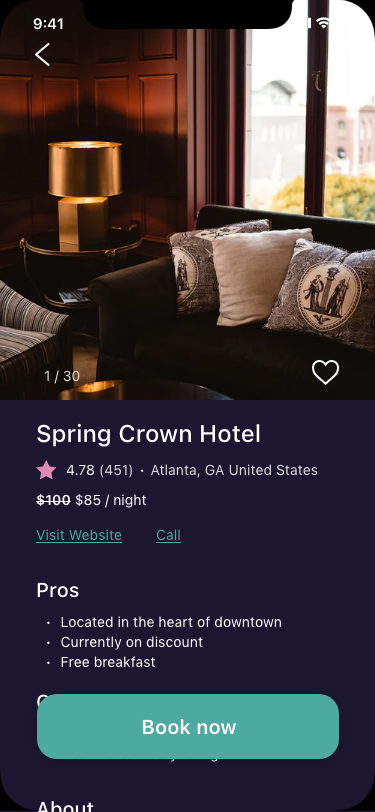 9:41
1 / 30
Spring Crown Hotel
4.78 (451) · Atlanta, GA United States
$100 $85 / night
Visit Website Call
Pros
· Located in the heart of downtown
· Currently on discount
· Free breakfast
Book now
About